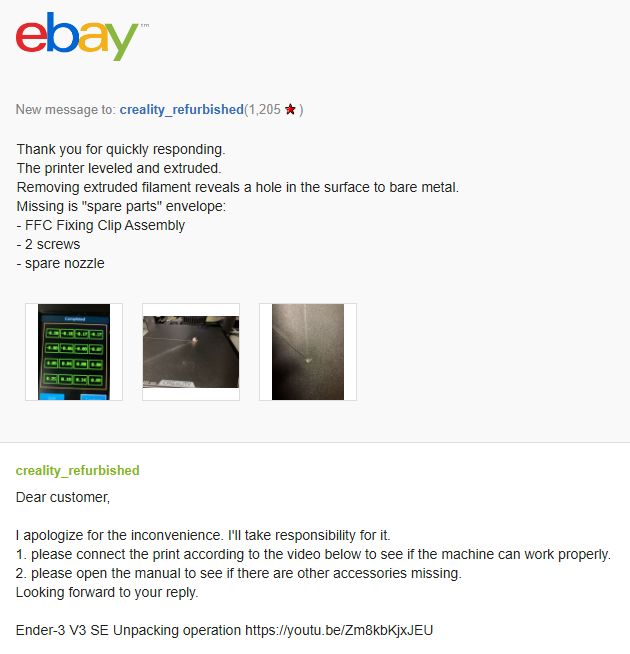 ebay™
New message to: creality_refurbished(1,205 ★ )
Thank you for quickly responding.
The printer leveled and extruded.
Removing extruded filament reveals a hole in the surface to bare metal.
Missing is "spare parts" envelope:
- FFC Fixing Clip Assembly
- 2 screws
- spare nozzle
Completed
creality_refurbished
Dear customer,
I apologize for the inconvenience. I'll take responsibility for it.
1. please connect the print according to the video below to see if the machine can work properly.
2. please open the manual to see if there are other accessories missing.
Looking forward to your reply.
Ender-3 V3 SE Unpacking operation https://youtu.be/Zm8kbKjxJEU